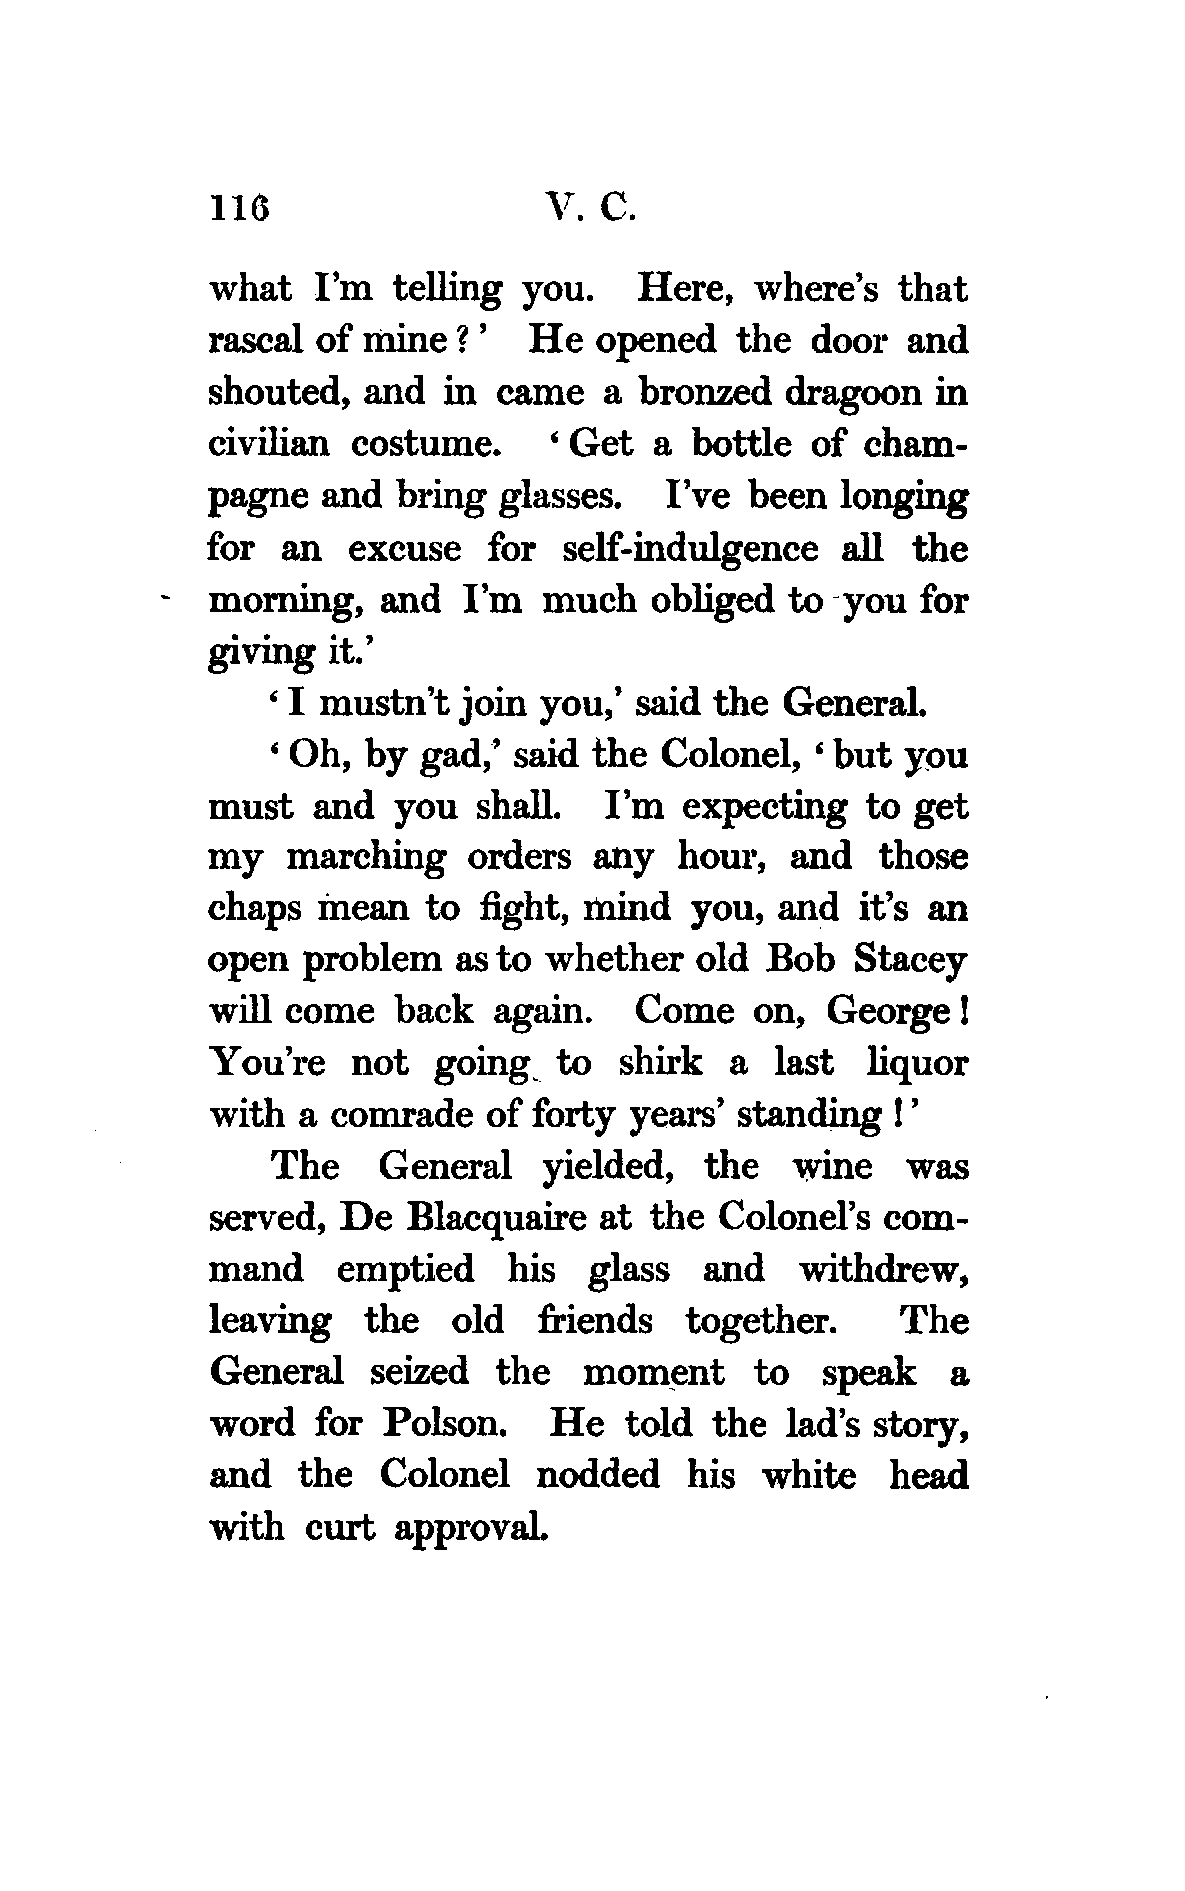 116 V. C.
what I'm telling you. Here, where's that
rascal of mine ? ' He opened the door and
shouted, and in came a bronzed dragoon in
civilian costume. ' Get a bottle of cham-
pagne and bring glasses. I've been longing
for an excuse for self-indulgence all the
morning, and I'm much obliged to you for
giving it.'
' I mustn't join you,' said the General.
' Oh, by gad,' said the Colonel, ' but you
must and you shall. I'm expecting to get
my marching orders any hour, and those
chaps mean to fight, mind you, and it's an
open problem as to whether old Bob Stacey
will come back again. Come on, George !
You're not going to shirk a last liquor
with a comrade of forty years' standing ! '
The General yielded, the wine was
served, De Blacquaire at the Colonel's com-
mand emptied his glass and withdrew,
leaving the old friends together. The
General seized the moment to speak a
word for Polson. He told the lad's story,
and the Colonel nodded his white head
with curt approval.